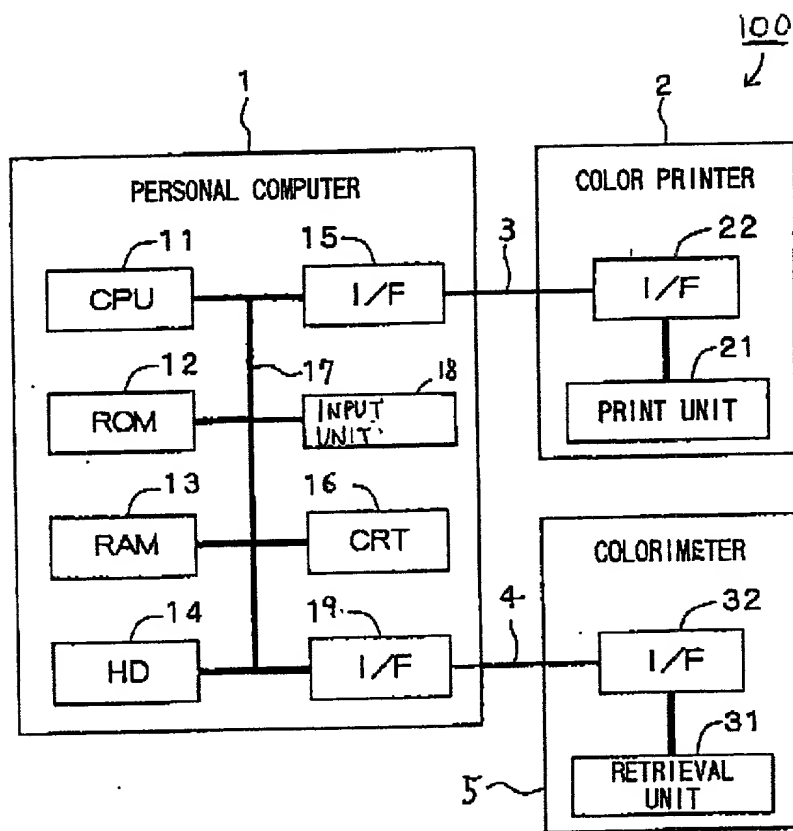 100
1
2
PERSONAL COMPUTER
COLOR PRINTER
11
CPU
15
I/F
3
22
I/F
17
12
ROM
18
INPUT
UNIT
21
PRINT UNIT
13
RAM
16
CRT
COLORIMETER
14
HD
19
I/F
4
32
I/F
31
RETRIEVAL
UNIT
5